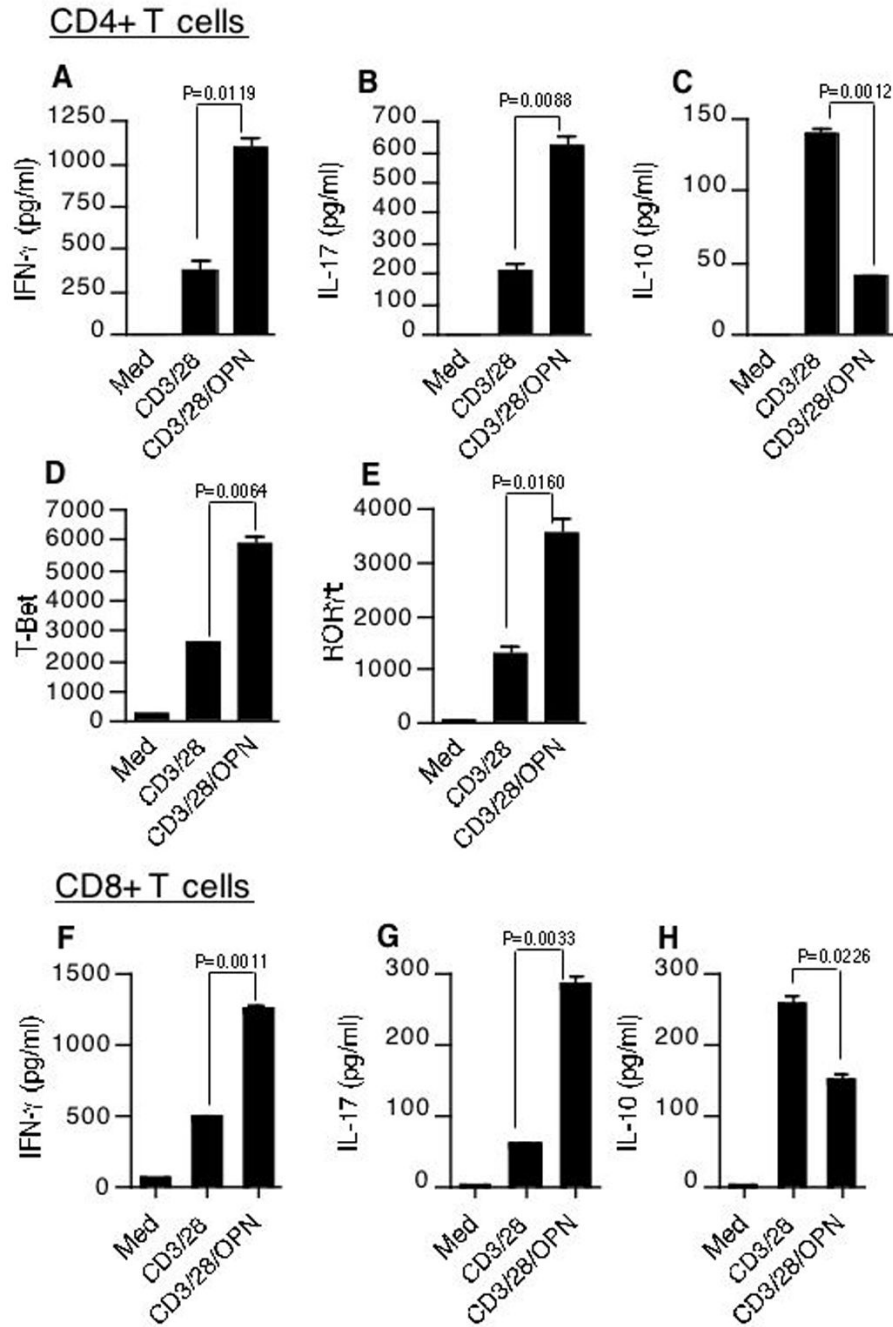 CD4+ T cells
A
P=0.0119
IFN-γ (pg/ml)
1250
1000
750
500
250
0
Med
CD3/28
CD3/28/OPN
B
P=0.0088
IL-17 (pg/ml)
700
600
500
400
300
200
100
0
Med
CD3/28
CD3/28/OPN
C
P=0.0012
IL-10 (pg/ml)
150
100
50
0
Med
CD3/28
CD3/28/OPN
D
P=0.0064
T-Bet
7000
6000
5000
4000
3000
2000
1000
0
Med
CD3/28
CD3/28/OPN
E
P=0.0160
RORγt
4000
3000
2000
1000
0
Med
CD3/28
CD3/28/OPN
CD8+ T cells
F
P=0.0011
IFN-γ (pg/ml)
1500
1000
500
0
Med
CD3/28
CD3/28/OPN
G
P=0.0033
IL-17 (pg/ml)
300
200
100
0
Med
CD3/28
CD3/28/OPN
H
P=0.0226
IL-10 (pg/ml)
300
200
100
0
Med
CD3/28
CD3/28/OPN